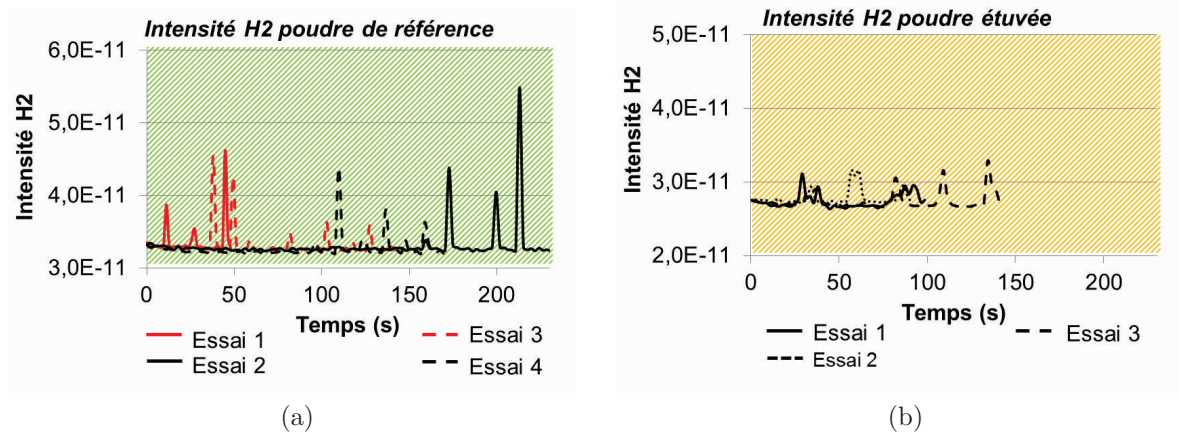 Intensité H2 poudre de référence
6,0E-11
5,0E-11
4,0E-11
3,0E-11
Intensité H2
0 50 100 150 200
Temps (s)
Essai 1 Essai 3
Essai 2 Essai 4
(a)
Intensité H2 poudre étuvée
5,0E-11
4,0E-11
3,0E-11
2,0E-11
Intensité H2
0 50 100 150 200
Temps (s)
Essai 1 Essai 3
Essai 2
(b)